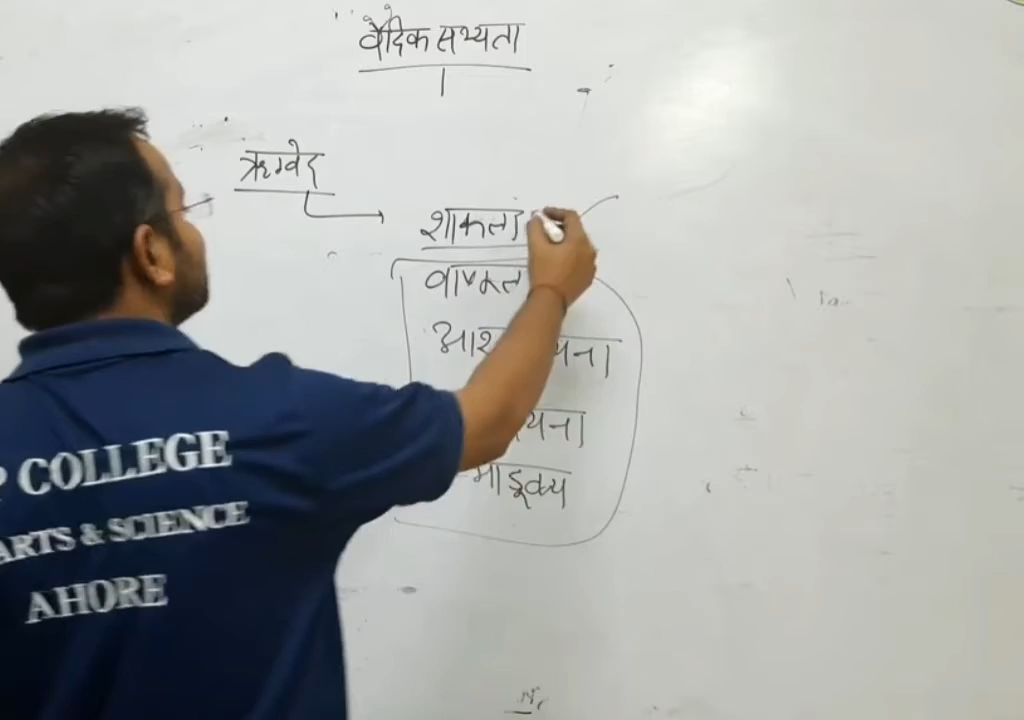 वैदिक सभ्यता
ऋग्वेद
शाकला
वाष्कल
माडूक्य
P COLLEGE
ARTS & SCIENCE
AHORE